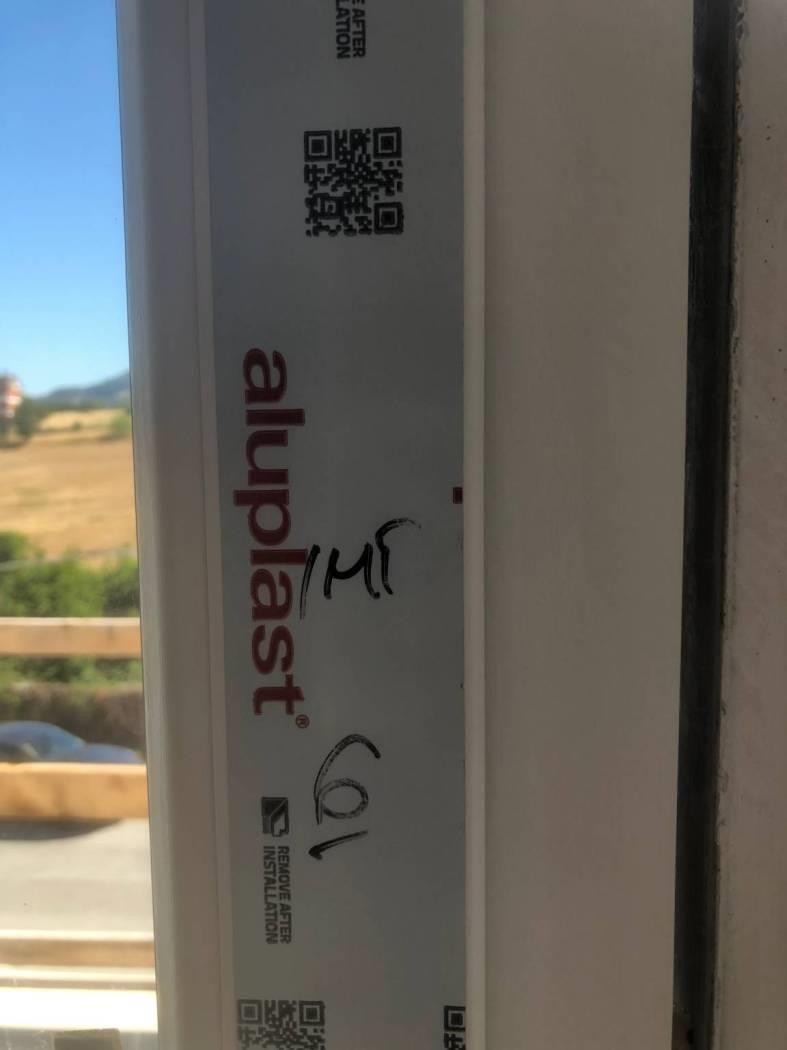 E AFTER
LATION
aluplast®
REMOVE AFTER
INSTALLATION